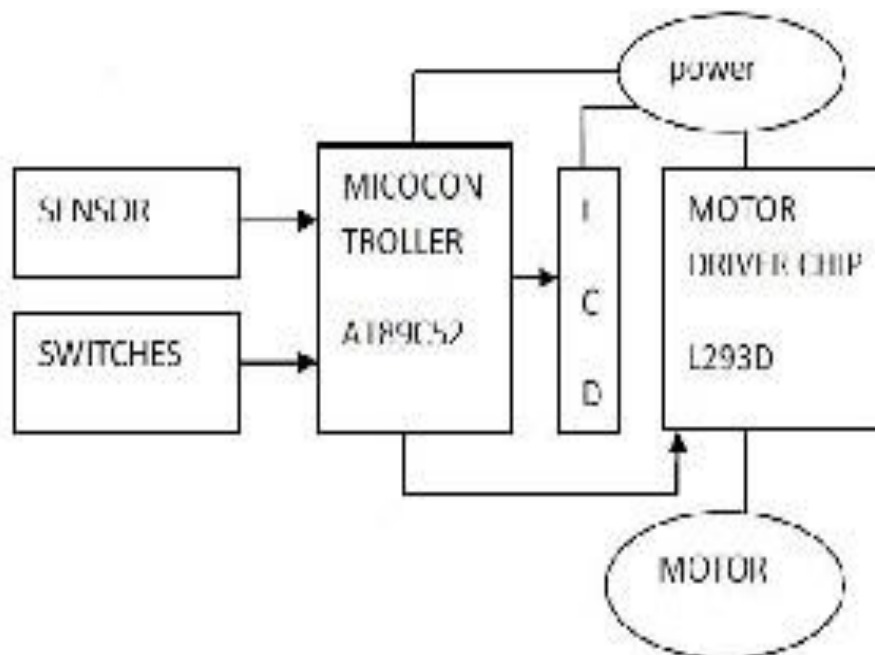 power
SENSOR
SWITCHES
MICOCON
TROLLER
AT89C52
L
C
D
MOTOR
DRIVER CHIP
L293D
MOTOR